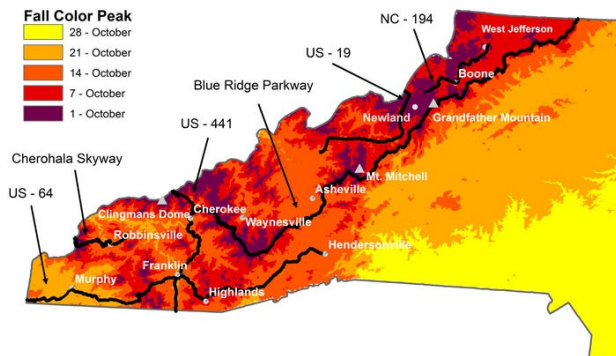 Fall Color Peak
28 - October
21 - October
14 - October
7 - October
1 - October
NC - 194
US - 19
West Jefferson
Boone
Blue Ridge Parkway
Newland
Grandfather Mountain
US - 441
Cherohala Skyway
Mt. Mitchell
US - 64
Asheville
Clingmans Dome
Cherokee
Waynesville
Robbinsville
Hendersonville
Franklin
Murphy
Highlands